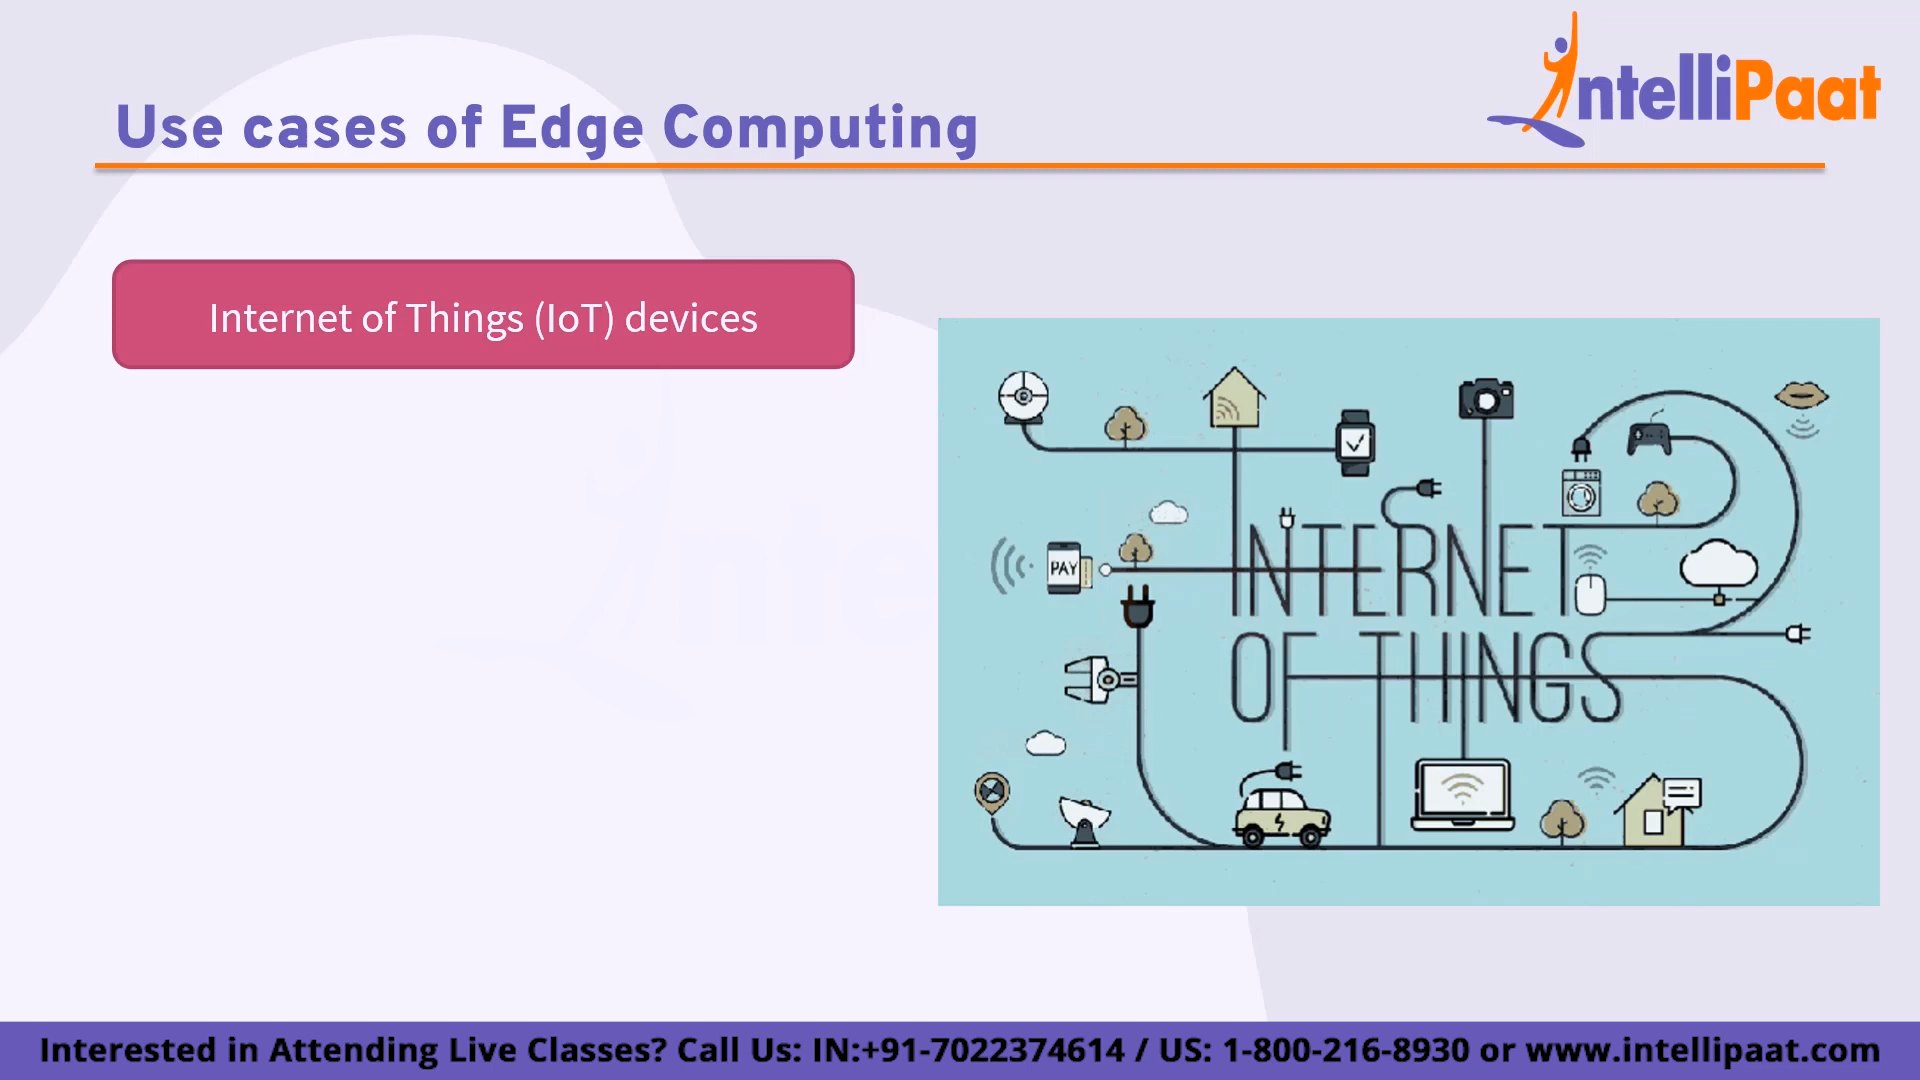 IntelliPaat
Use cases of Edge Computing
Internet of Things (IoT) devices
PAY
INTERNET
OF THINGS
Interested in Attending Live Classes? Call Us: IN:+91-7022374614 / US: 1-800-216-8930 or www.intellipaat.com